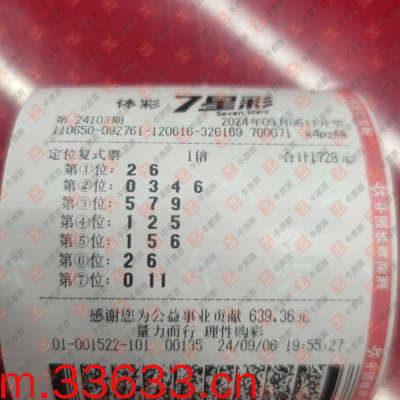 体彩 7星彩
Seven Stars
第 24103期 2024年09月06日开奖
110650-092761-120616-326169 700071 w4pzAA
定位复式票 1倍 合计1728元
第①位: 2 6
第②位: 0 3 4 6
第③位: 5 7 9
第④位: 1 2 5
第⑤位: 1 5 6
第⑥位: 2 6
第⑦位: 0 11
感谢您为公益事业贡献 639.36元
量力而行 理性购彩
01-001522-101 00135 24/09/06 19:55:27
m.33633.cn